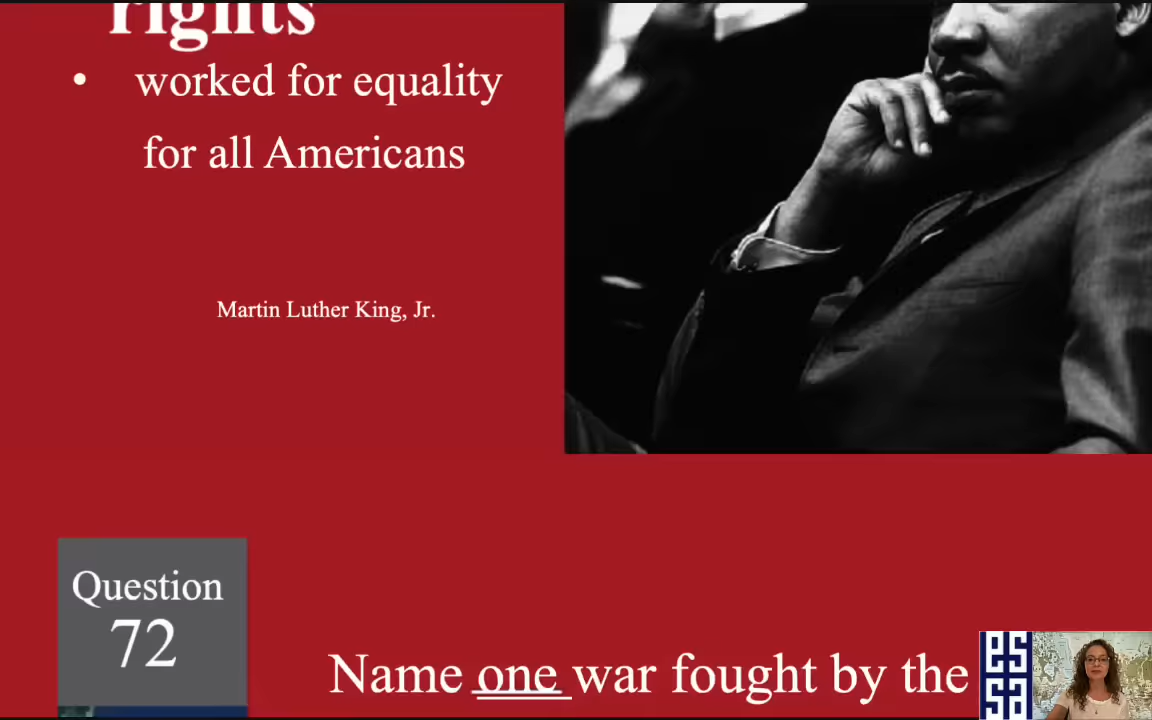 rights
• worked for equality
for all Americans
Martin Luther King, Jr.
Question
72
Name one war fought by the